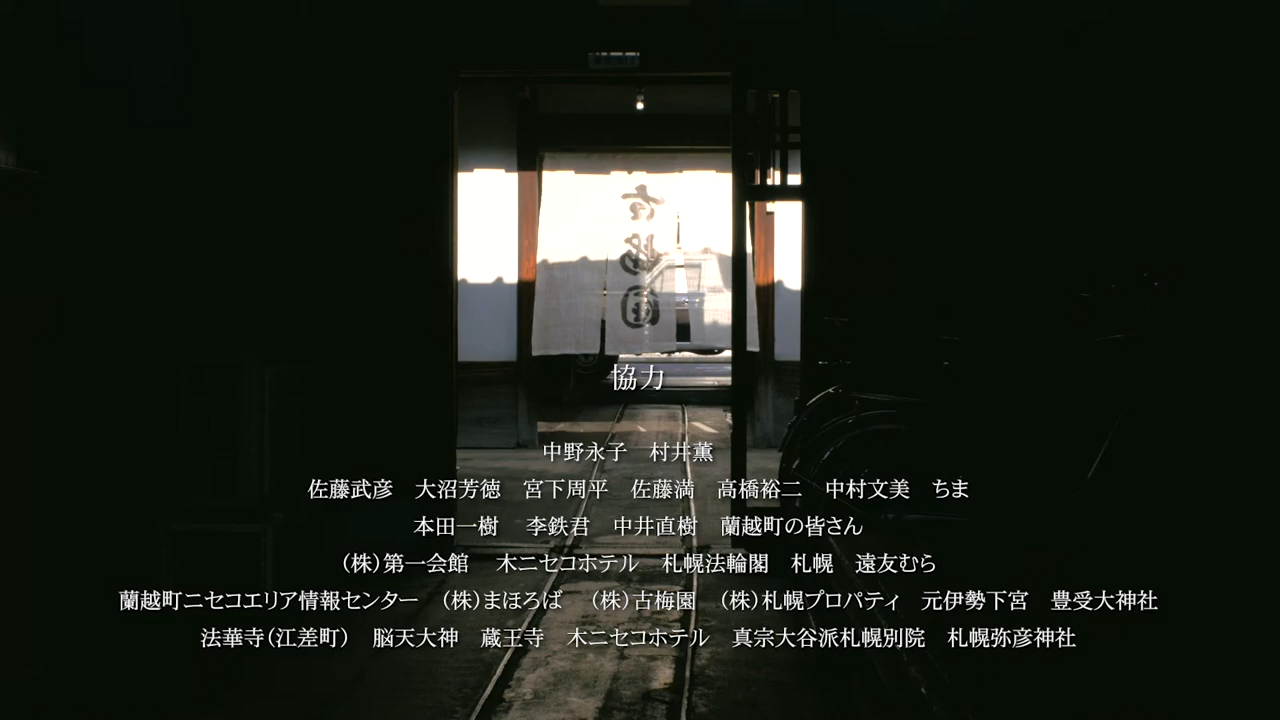 古梅園
協力
中野永子　村井薫
佐藤武彦　大沼芳徳　宮下周平　佐藤満　高橋裕二　中村文美　ちま
本田一樹　李鉄君　中井直樹　蘭越町の皆さん
（株）第一会館　木ニセコホテル　札幌法輪閣　札幌　遠友むら
蘭越町ニセコエリア情報センター　（株）まほろば　（株）古梅園　（株）札幌プロパティ　元伊勢下宮　豊受大神社
法華寺（江差町）　脳天大神　蔵王寺　木ニセコホテル　真宗大谷派札幌別院　札幌弥彦神社